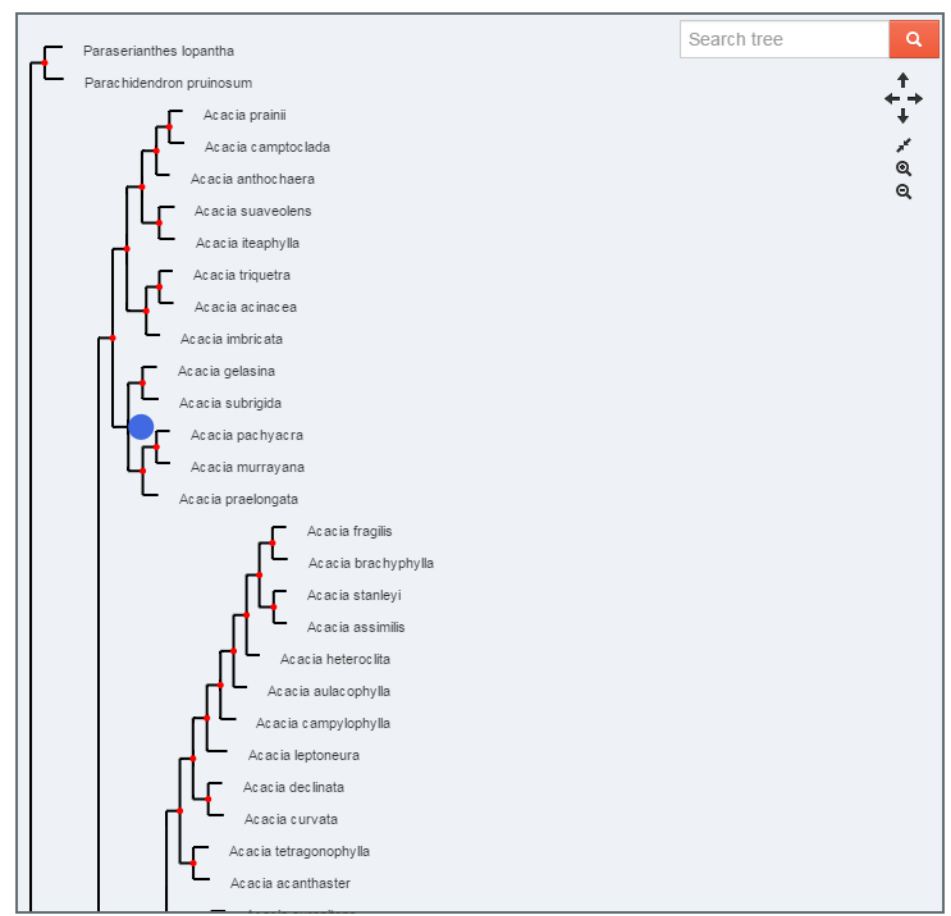 Search tree
Paraserianthes lopantha
Parachidendron pruinosum
Acacia prainii
Acacia camptoclada
Acacia anthochaera
Acacia suaveolens
Acacia iteaphylla
Acacia triquetra
Acacia acinacea
Acacia imbricata
Acacia gelasina
Acacia subrigida
Acacia pachyacra
Acacia murrayana
Acacia praelongata
Acacia fragilis
Acacia brachyphylla
Acacia stanleyi
Acacia assimilis
Acacia heteroclita
Acacia aulacophylla
Acacia campylophylla
Acacia leptoneura
Acacia declinata
Acacia curvata
Acacia tetragonophylla
Acacia acanthaster